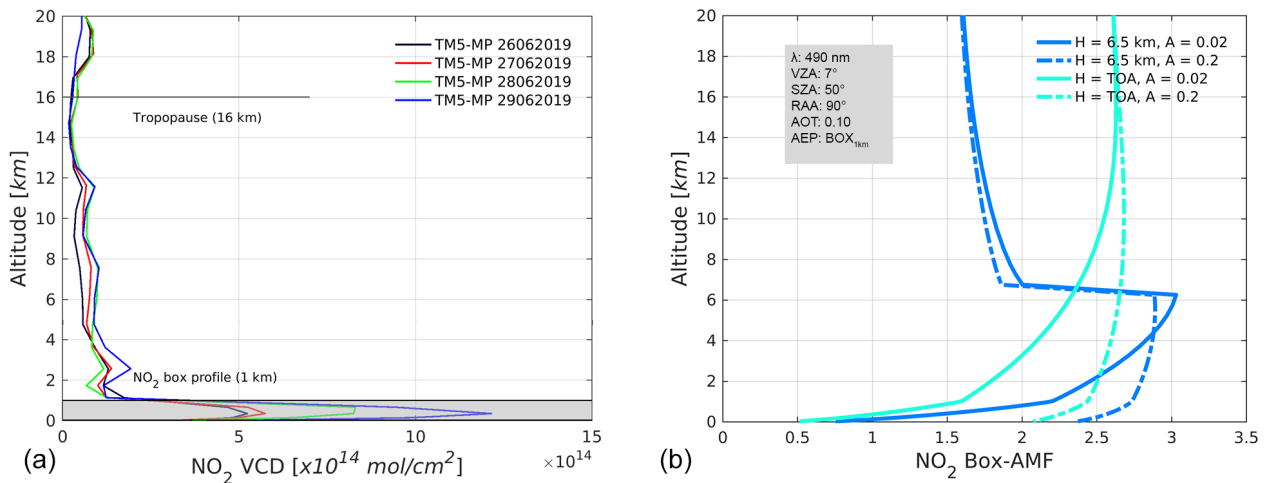 20
18
16
14
12
10
8
6
4
2
0
Altitude [km]
TM5-MP 26062019
TM5-MP 27062019
TM5-MP 28062019
TM5-MP 29062019
Tropopause (16 km)
NO2 box profile (1 km)
0 5 10 15
×10^14
NO2 VCD [x10^14 mol/cm^2]
(a)
20
18
16
14
12
10
8
6
4
2
0
Altitude [km]
λ: 490 nm
VZA: 7°
SZA: 50°
RAA: 90°
AOT: 0.10
AEP: BOX1km
H = 6.5 km, A = 0.02
H = 6.5 km, A = 0.2
H = TOA, A = 0.02
H = TOA, A = 0.2
0 0.5 1 1.5 2 2.5 3 3.5
NO2 Box-AMF
(b)